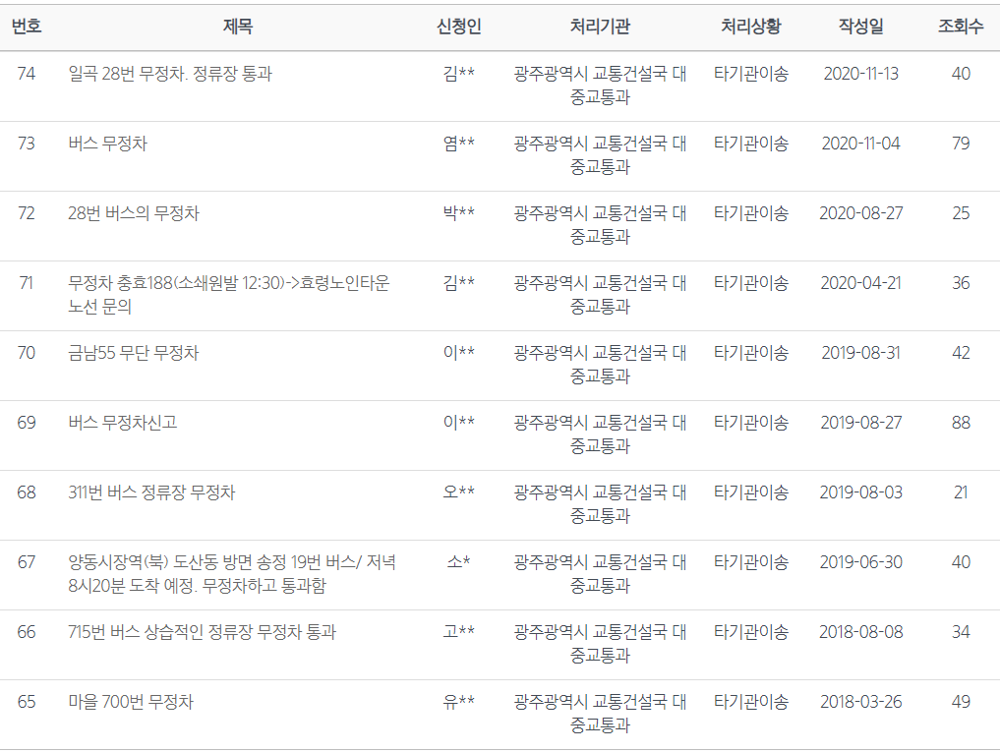 번호 제목 신청인 처리기관 처리상황 작성일 조회수
74 일곡 28번 무정차. 정류장 통과 김** 광주광역시 교통건설국 대 타기관이송 2020-11-13 40
중교통과
73 버스 무정차 염** 광주광역시 교통건설국 대 타기관이송 2020-11-04 79
중교통과
72 28번 버스의 무정차 박** 광주광역시 교통건설국 대 타기관이송 2020-08-27 25
중교통과
71 무정차 충효188(소쇄원발 12:30)->효령노인타운 김** 광주광역시 교통건설국 대 타기관이송 2020-04-21 36
노선 문의 중교통과
70 금남55 무단 무정차 이** 광주광역시 교통건설국 대 타기관이송 2019-08-31 42
중교통과
69 버스 무정차신고 이** 광주광역시 교통건설국 대 타기관이송 2019-08-27 88
중교통과
68 311번 버스 정류장 무정차 오** 광주광역시 교통건설국 대 타기관이송 2019-08-03 21
중교통과
67 양동시장역(북) 도산동 방면 송정 19번 버스/ 저녁 소* 광주광역시 교통건설국 대 타기관이송 2019-06-30 40
8시20분 도착 예정. 무정차하고 통과함 중교통과
66 715번 버스 상습적인 정류장 무정차 통과 고** 광주광역시 교통건설국 대 타기관이송 2018-08-08 34
중교통과
65 마을 700번 무정차 유** 광주광역시 교통건설국 대 타기관이송 2018-03-26 49
중교통과